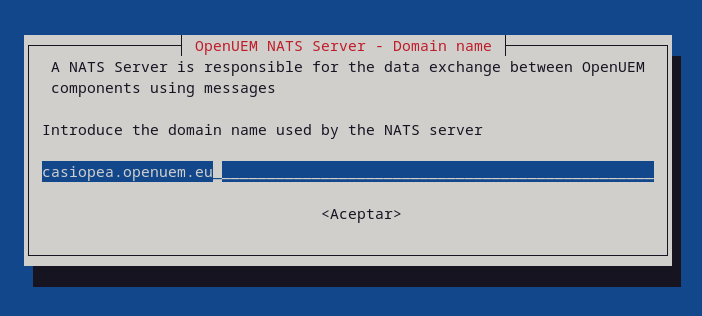 OpenUEM NATS Server - Domain name
A NATS Server is responsible for the data exchange between OpenUEM
components using messages
Introduce the domain name used by the NATS server
casiopea.openuem.eu
<Aceptar>